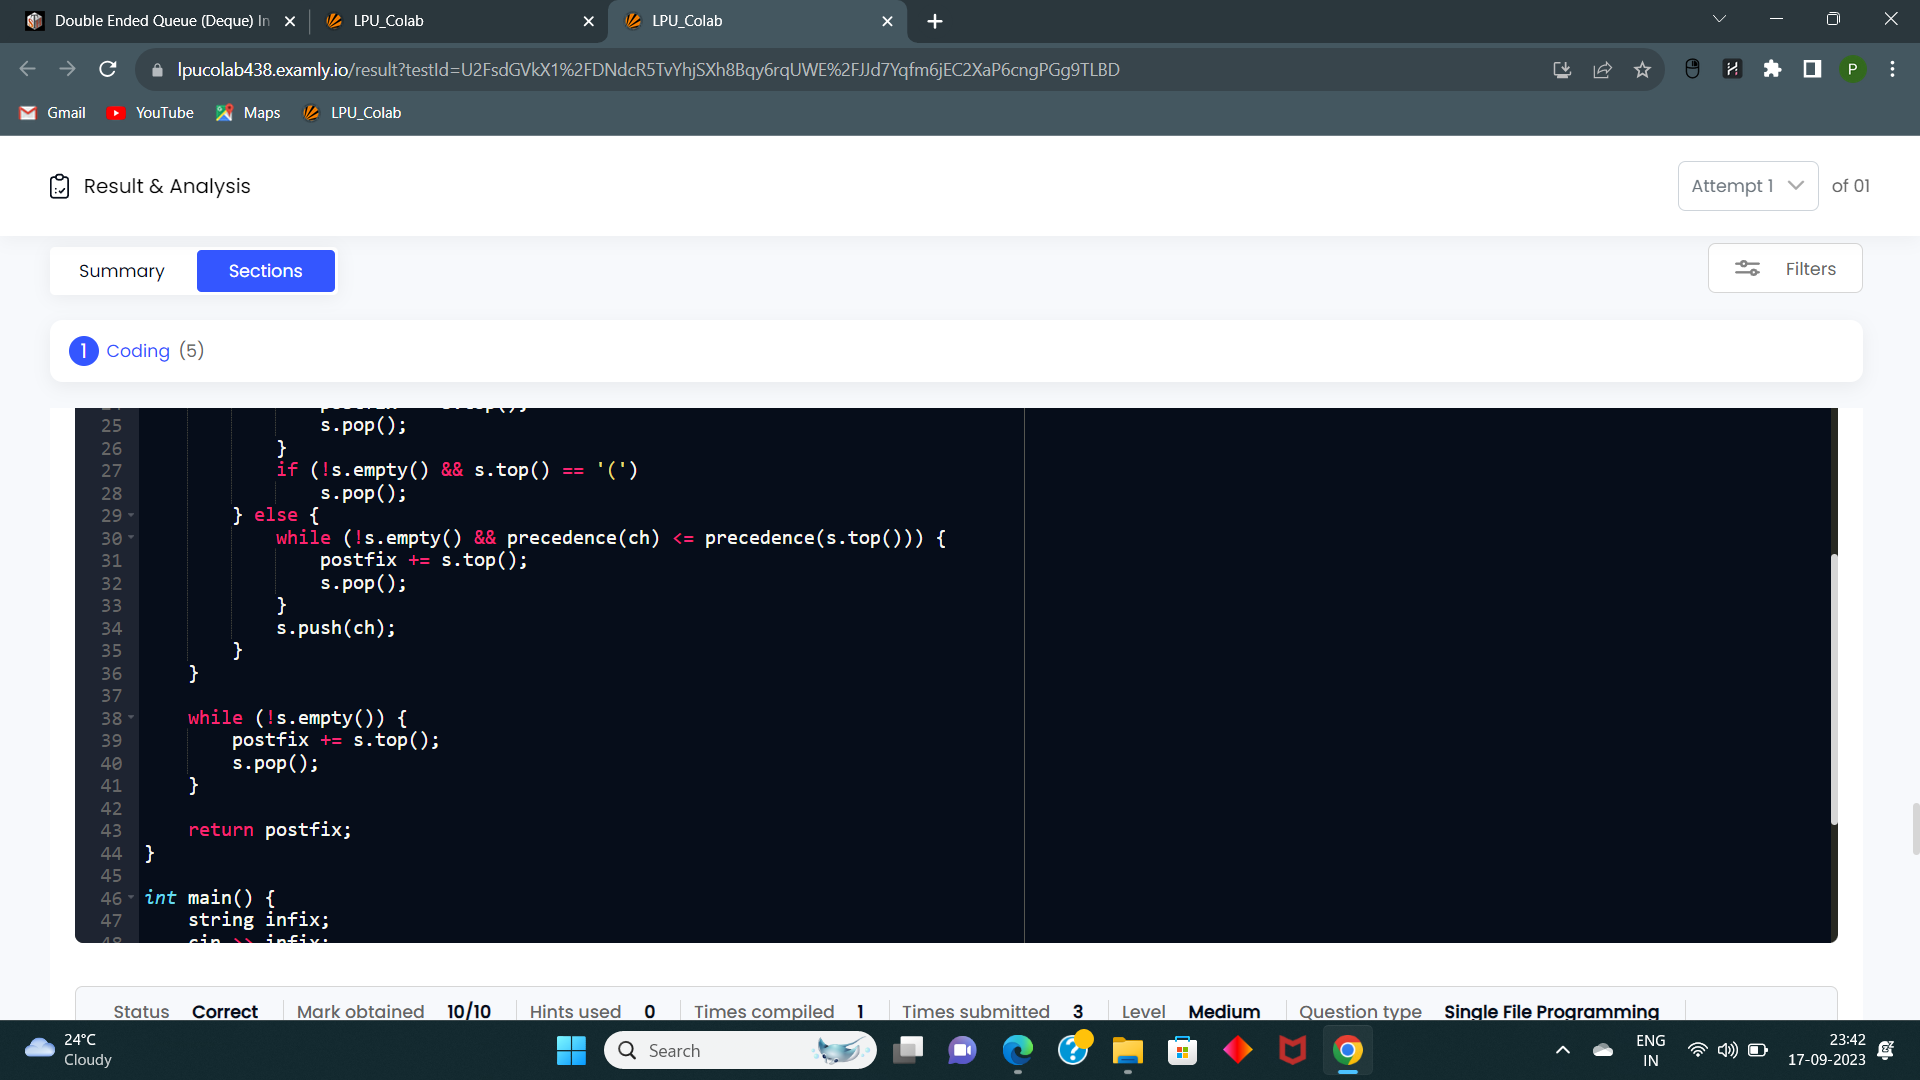 Double Ended Queue (Deque) In
LPU_Colab
LPU_Colab
lpucolab438.examly.io/result?testId=U2FsdGVkX1%2FDNdcR5TvYhjSXh8Bqy6rqUWE%2FJJd7Yqfm6jEC2XaP6cngPGg9TLBD
P
Gmail
YouTube
Maps
LPU_Colab
Result & Analysis
Attempt 1
of 01
Summary
Sections
Filters
1 Coding (5)
25 s.pop();
26 }
27 if (!s.empty() && s.top() == '(')
28 s.pop();
29 } else {
30 while (!s.empty() && precedence(ch) <= precedence(s.top())) {
31 postfix += s.top();
32 s.pop();
33 }
34 s.push(ch);
35 }
36 }
37
38 while (!s.empty()) {
39 postfix += s.top();
40 s.pop();
41 }
42
43 return postfix;
44 }
45
46 int main() {
47 string infix;
48 cin >> infix;
Status Correct Mark obtained 10/10 Hints used 0 Times compiled 1 Times submitted 3 Level Medium Question type Single File Programming
24°C
Cloudy
Search
ENG
IN
23:42
17-09-2023